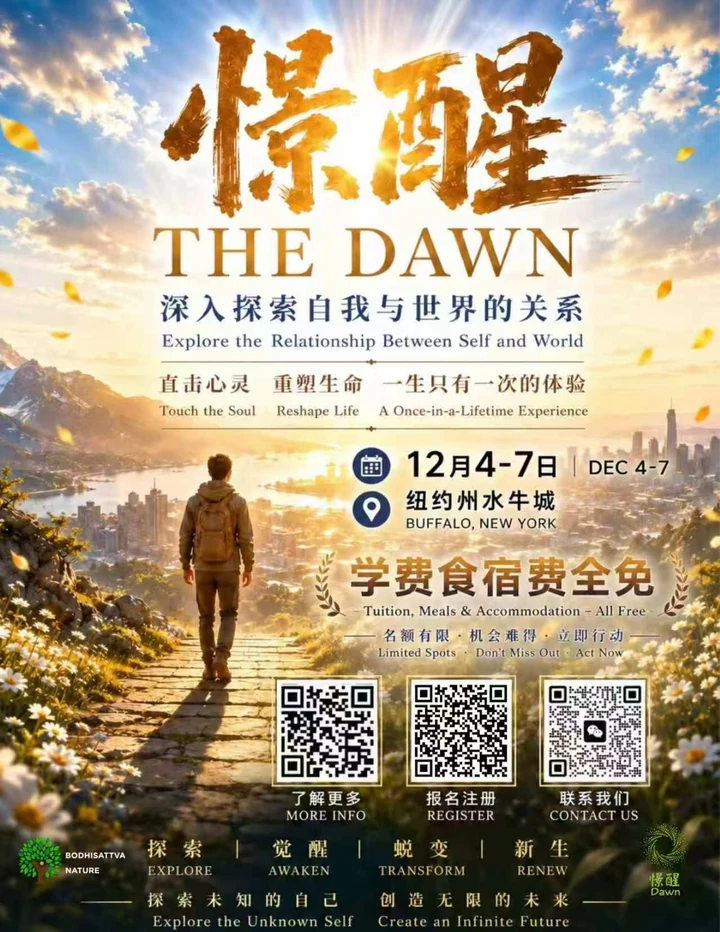 憬醒
THE DAWN
深入探索自我与世界的关系
Explore the Relationship Between Self and World
直击心灵 重塑生命 一生只有一次的体验
Touch the Soul Reshape Life A Once-in-a-Lifetime Experience
12月4-7日 | DEC 4-7
纽约州水牛城
BUFFALO, NEW YORK
学费食宿费全免
Tuition, Meals & Accommodation – All Free
名额有限 · 机会难得 · 立即行动
Limited Spots · Don't Miss Out · Act Now
了解更多 报名注册 联系我们
MORE INFO REGISTER CONTACT US
BODHISATTVA
NATURE
探索 | 觉醒 | 蜕变 | 新生
EXPLORE AWAKEN TRANSFORM RENEW
探索未知的自己 创造无限的未来
Explore the Unknown Self Create an Infinite Future
憬醒
Dawn